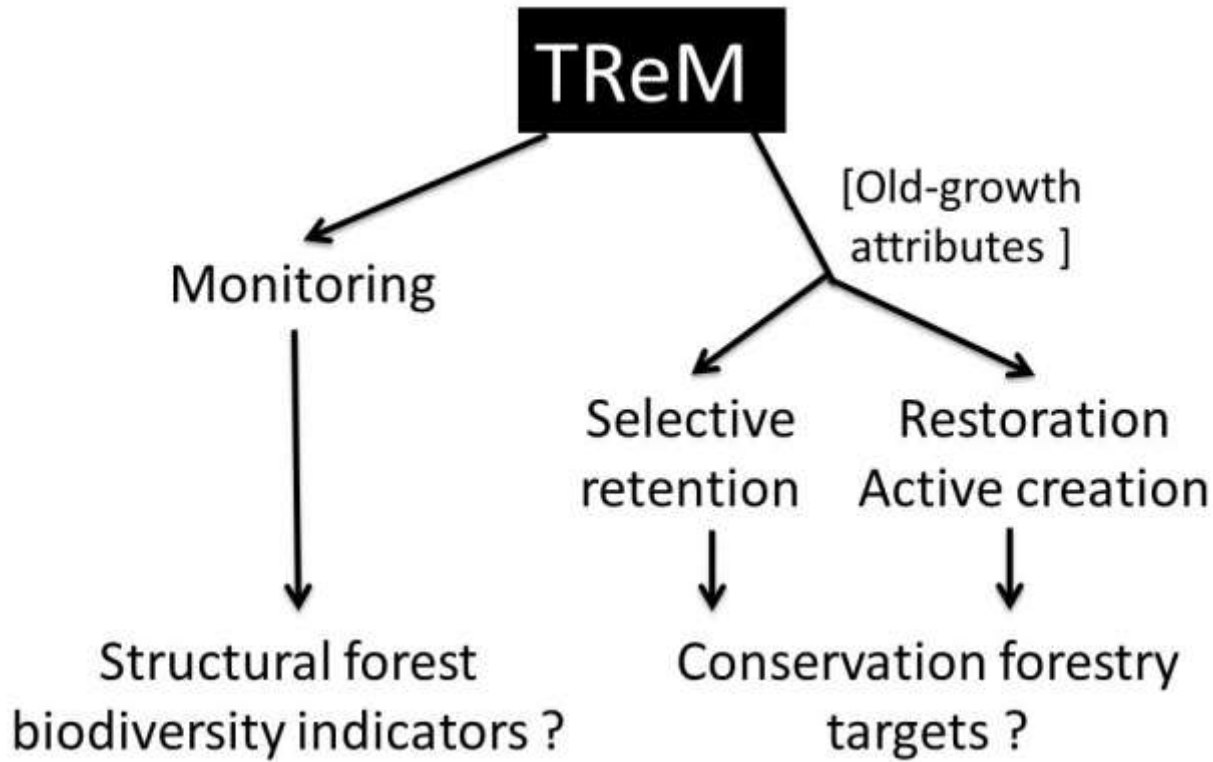 TReM
[Old-growth
attributes ]
Monitoring
Selective
retention
Restoration
Active creation
Structural forest
biodiversity indicators ?
Conservation forestry
targets ?